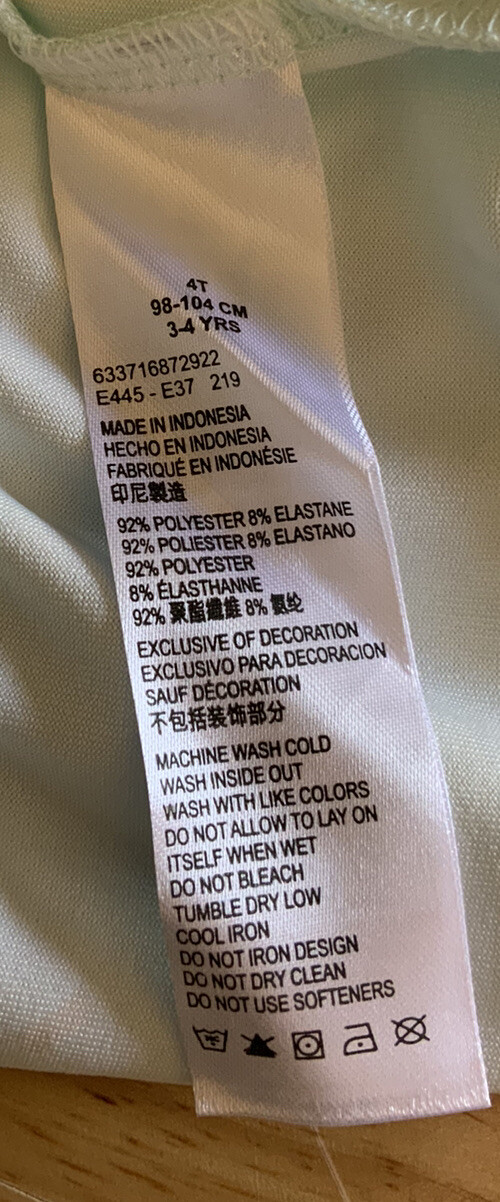 4T
98-104 CM
3-4 YRS
633716872922
E445 - E37 219
MADE IN INDONESIA
HECHO EN INDONESIA
FABRIQUÉ EN INDONÉSIE
印尼製造
92% POLYESTER 8% ELASTANE
92% POLIESTER 8% ELASTANO
92% POLYESTER
8% ÉLASTHANNE
92% 聚酯纖維 8% 氨纶
EXCLUSIVE OF DECORATION
EXCLUSIVO PARA DECORACION
SAUF DÉCORATION
不包括装饰部分
MACHINE WASH COLD
WASH INSIDE OUT
WASH WITH LIKE COLORS
DO NOT ALLOW TO LAY ON
ITSELF WHEN WET
DO NOT BLEACH
TUMBLE DRY LOW
COOL IRON
DO NOT IRON DESIGN
DO NOT DRY CLEAN
DO NOT USE SOFTENERS